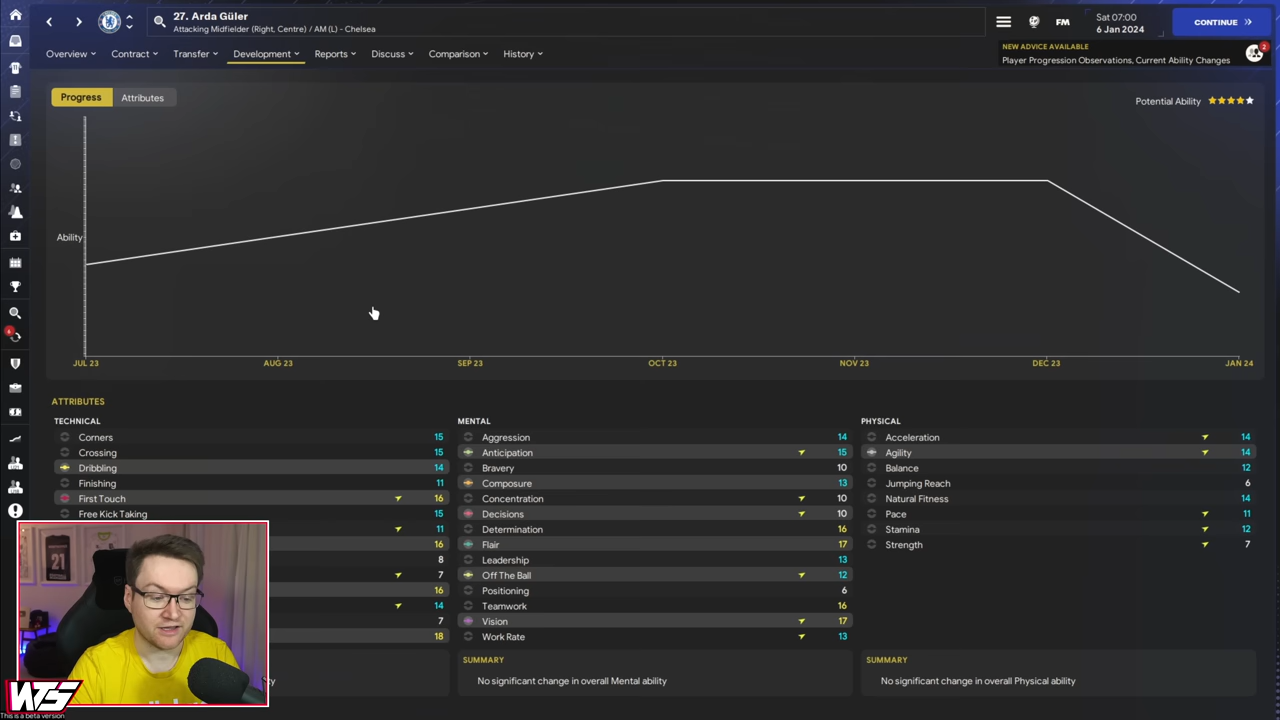 27. Arda Güler
Attacking Midfielder (Right, Centre) / AM (L) - Chelsea
FM
Sat 07:00
6 Jan 2024
CONTINUE
Overview
Contract
Transfer
Development
Reports
Discuss
Comparison
History
NEW ADVICE AVAILABLE
Player Progression Observations, Current Ability Changes
2
Progress
Attributes
Potential Ability
Ability
JUL 23
AUG 23
SEP 23
OCT 23
NOV 23
DEC 23
JAN 24
ATTRIBUTES
TECHNICAL
Corners 15
Crossing 15
Dribbling 14
Finishing 11
First Touch 16
Free Kick Taking 15
11
16
8
7
16
14
7
18
MENTAL
Aggression 14
Anticipation 15
Bravery 10
Composure 13
Concentration 10
Decisions 10
Determination 16
Flair 17
Leadership 13
Off The Ball 12
Positioning 6
Teamwork 16
Vision 17
Work Rate 13
PHYSICAL
Acceleration 14
Agility 14
Balance 12
Jumping Reach 6
Natural Fitness 14
Pace 11
Stamina 12
Strength 7
SUMMARY
No significant change in overall Mental ability
SUMMARY
No significant change in overall Physical ability
21
WTS
This is a beta version